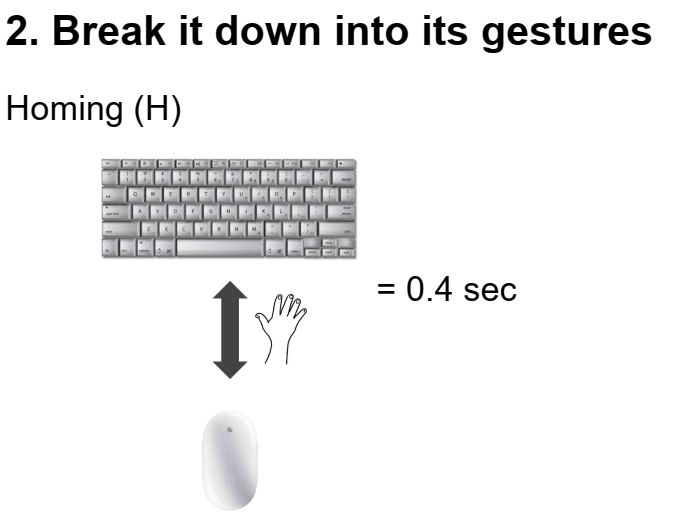 2. Break it down into its gestures
Homing (H)
Q W E R T Y U I O P
A S D F G H J K L
Z X C V B N M
= 0.4 sec